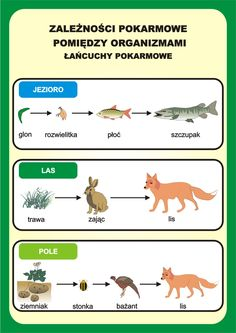 ZALEŻNOŚCI POKARMOWE
POMIĘDZY ORGANIZMAMI
ŁAŃCUCHY POKARMOWE
JEZIORO
glon rozwielitka płoć szczupak
LAS
trawa zając lis
POLE
ziemniak stonka bażant lis